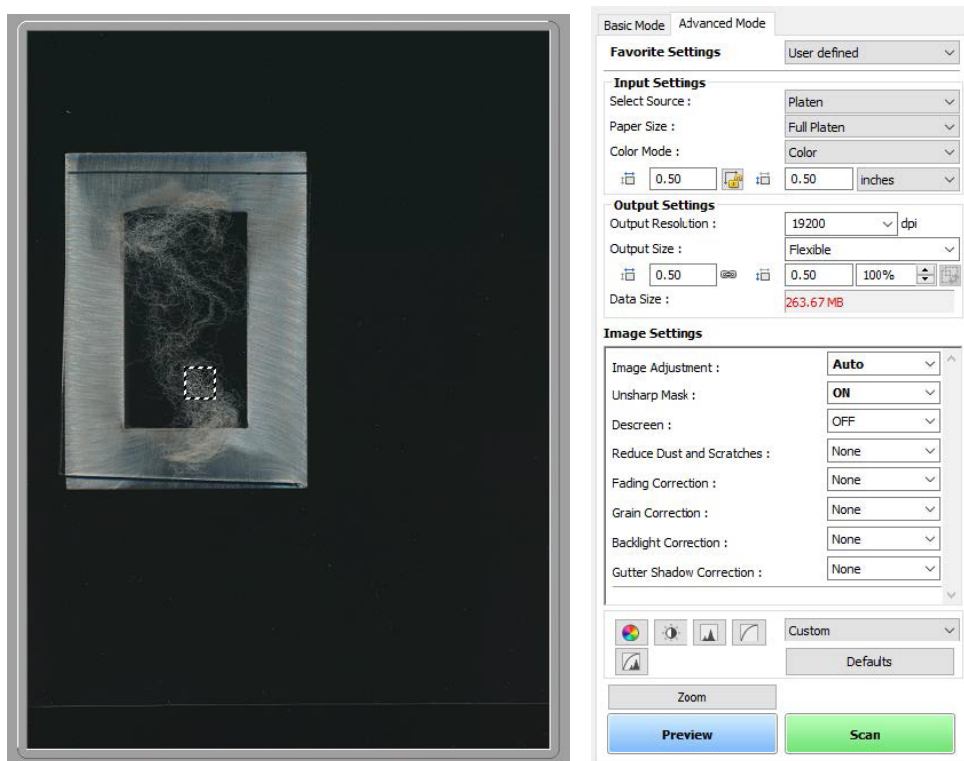 Basic Mode Advanced Mode
Favorite Settings User defined
Input Settings
Select Source : Platen
Paper Size : Full Platen
Color Mode : Color
0.50 0.50 inches
Output Settings
Output Resolution : 19200 dpi
Output Size : Flexible
0.50 0.50 100%
Data Size : 263.67 MB
Image Settings
Image Adjustment : Auto
Unsharp Mask : ON
Descreen : OFF
Reduce Dust and Scratches : None
Fading Correction : None
Grain Correction : None
Backlight Correction : None
Gutter Shadow Correction : None
Custom
Defaults
Zoom
Preview Scan